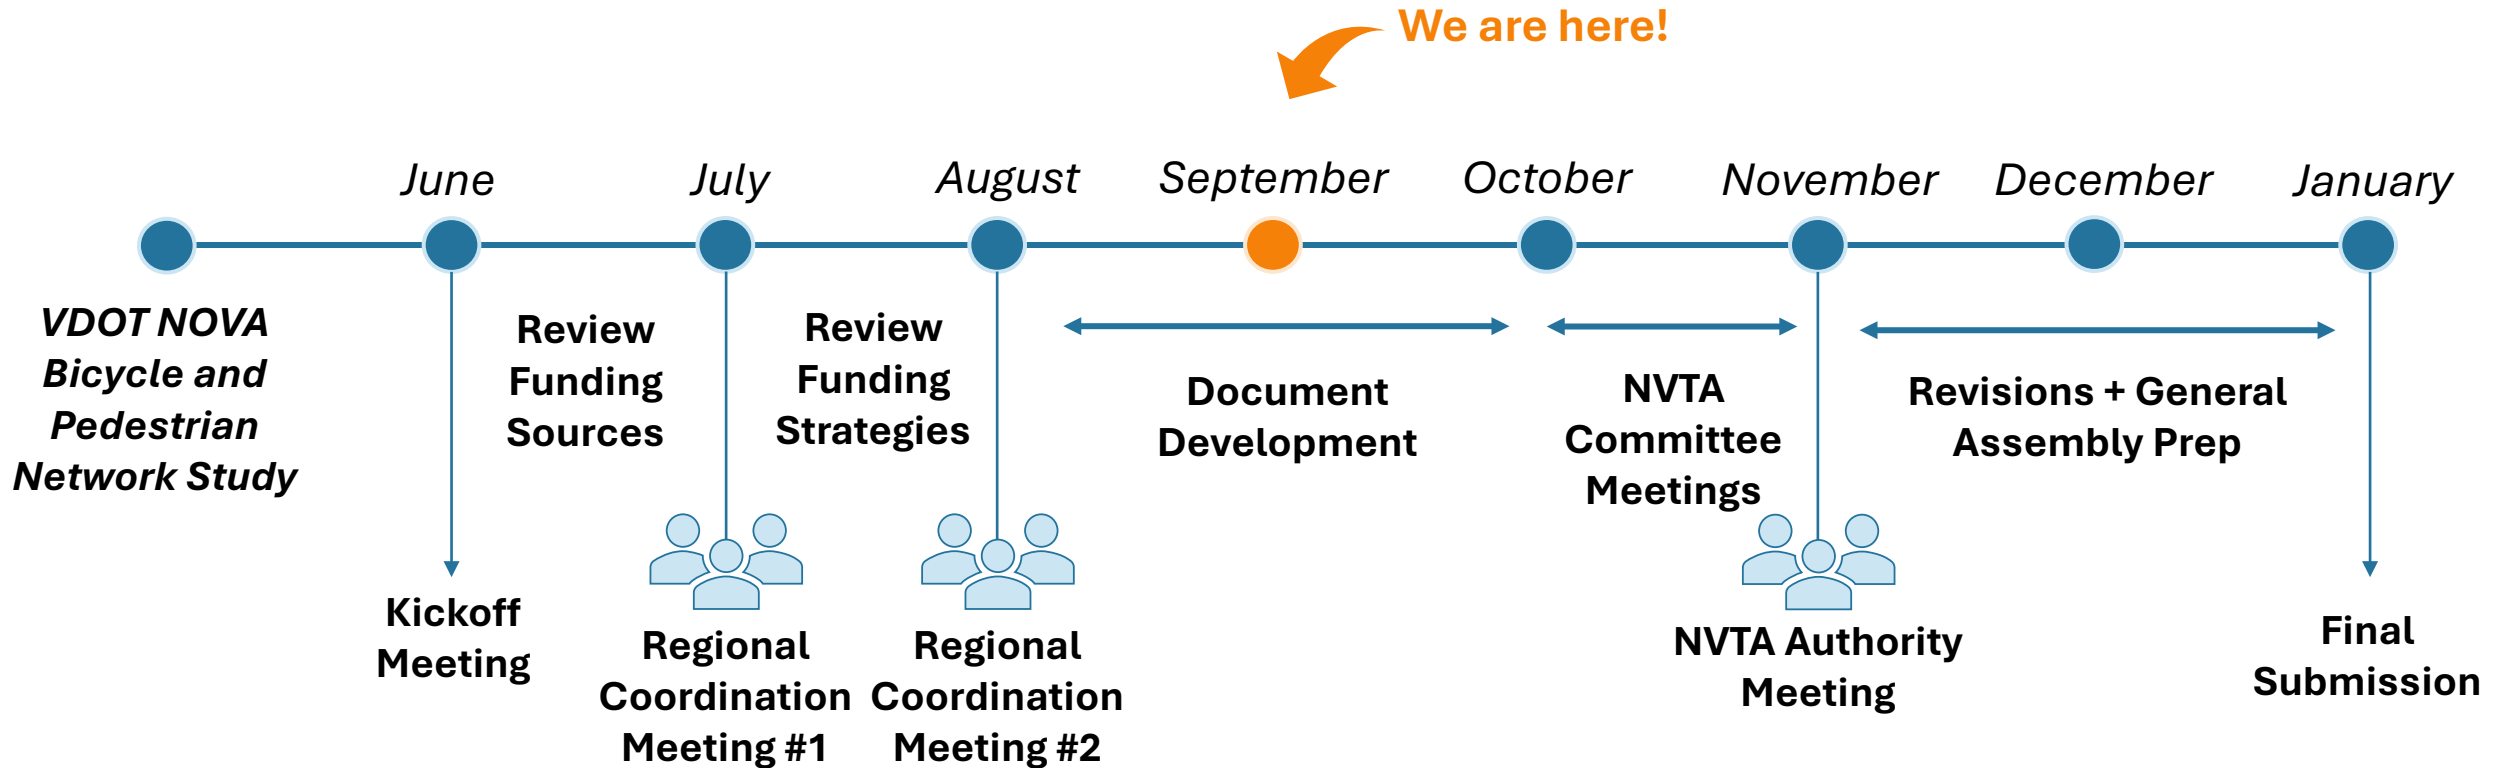 We are here!
June
July
August
September
October
November
December
January
VDOT NOVA
Bicycle and
Pedestrian
Network Study
Review
Funding
Sources
Review
Funding
Strategies
Document
Development
NVTA
Committee
Meetings
Revisions + General
Assembly Prep
Kickoff
Meeting
Regional
Coordination
Meeting #1
Regional
Coordination
Meeting #2
NVTA Authority
Meeting
Final
Submission